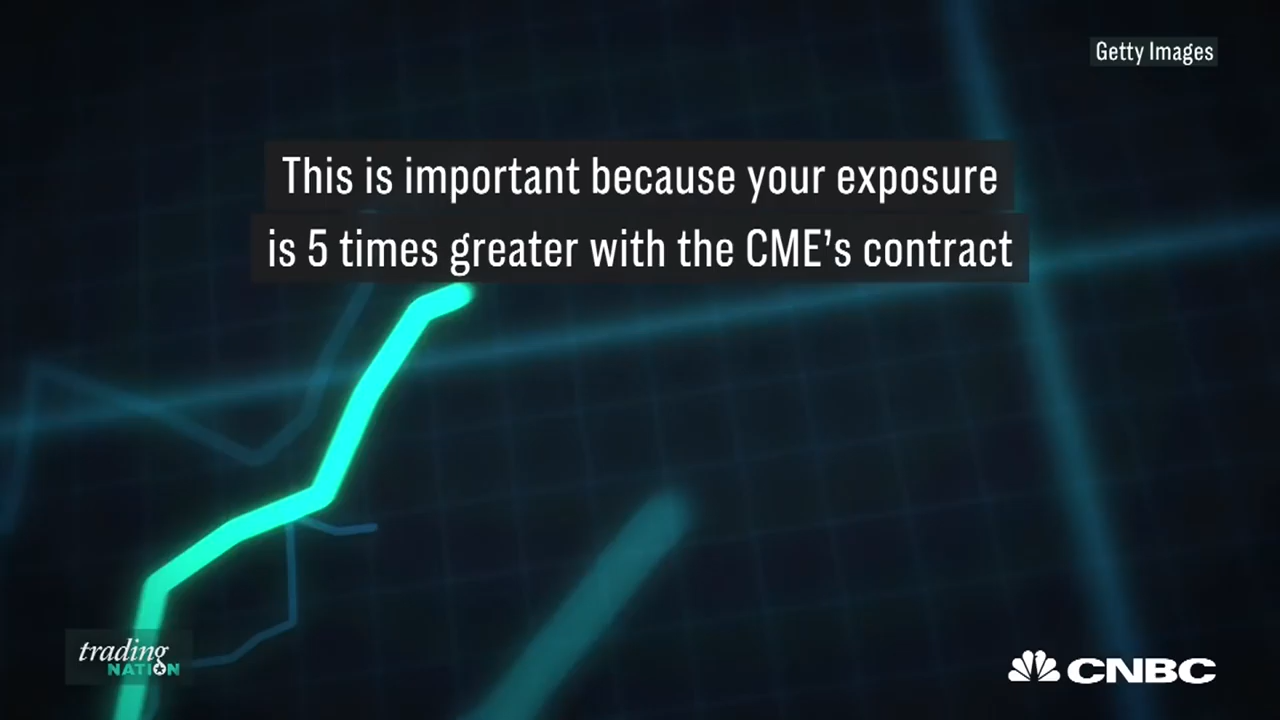 Getty Images
This is important because your exposure
is 5 times greater with the CME’s contract
trading
NATION
CNBC